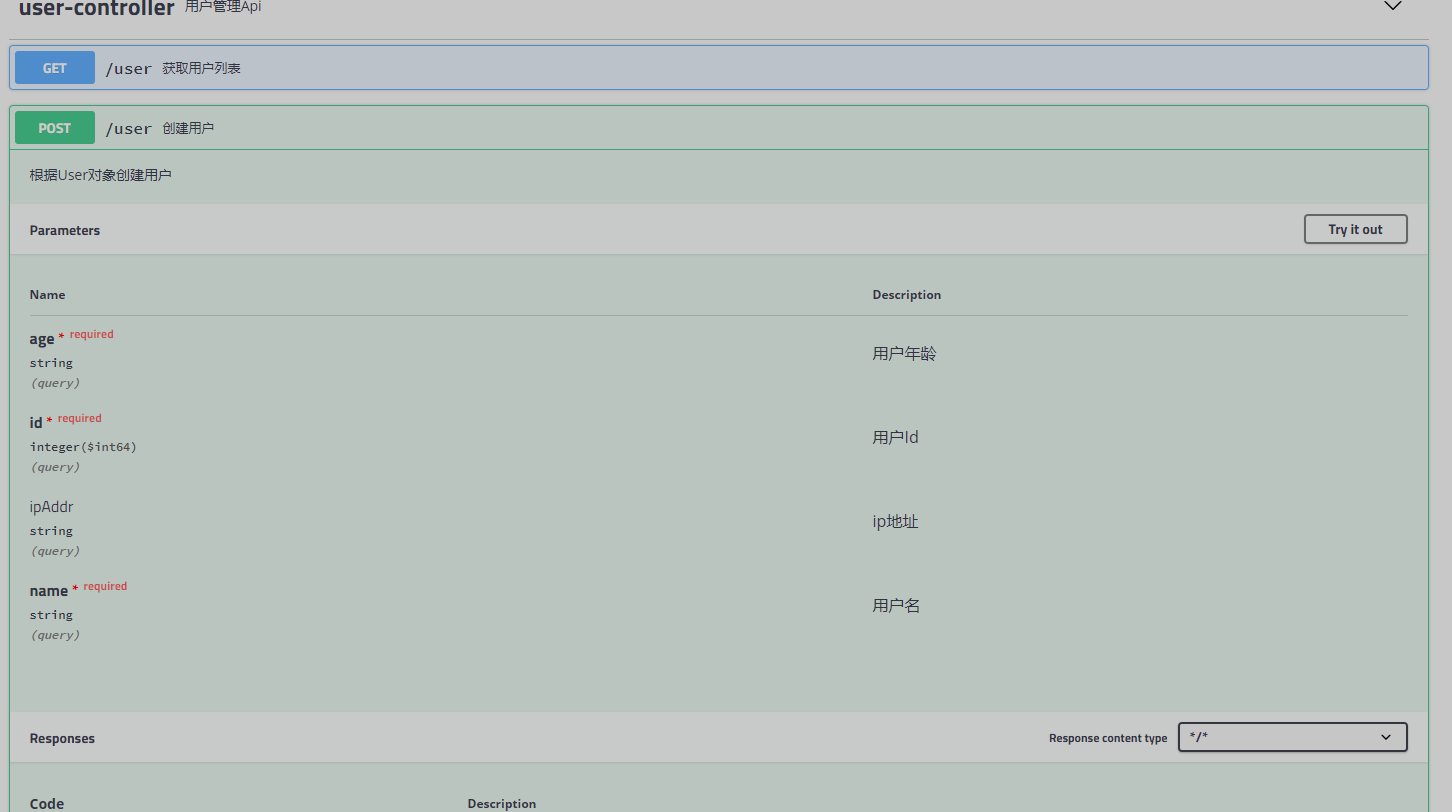 user-controller 用户管理Api
GET /user 获取用户列表
POST /user 创建用户
根据User对象创建用户
Parameters Try it out
Name Description
age * required
string
(query)
用户年龄
id * required
integer($int64)
(query)
用户Id
ipAddr
string
(query)
ip地址
name * required
string
(query)
用户名
Responses Response content type */*
Code Description